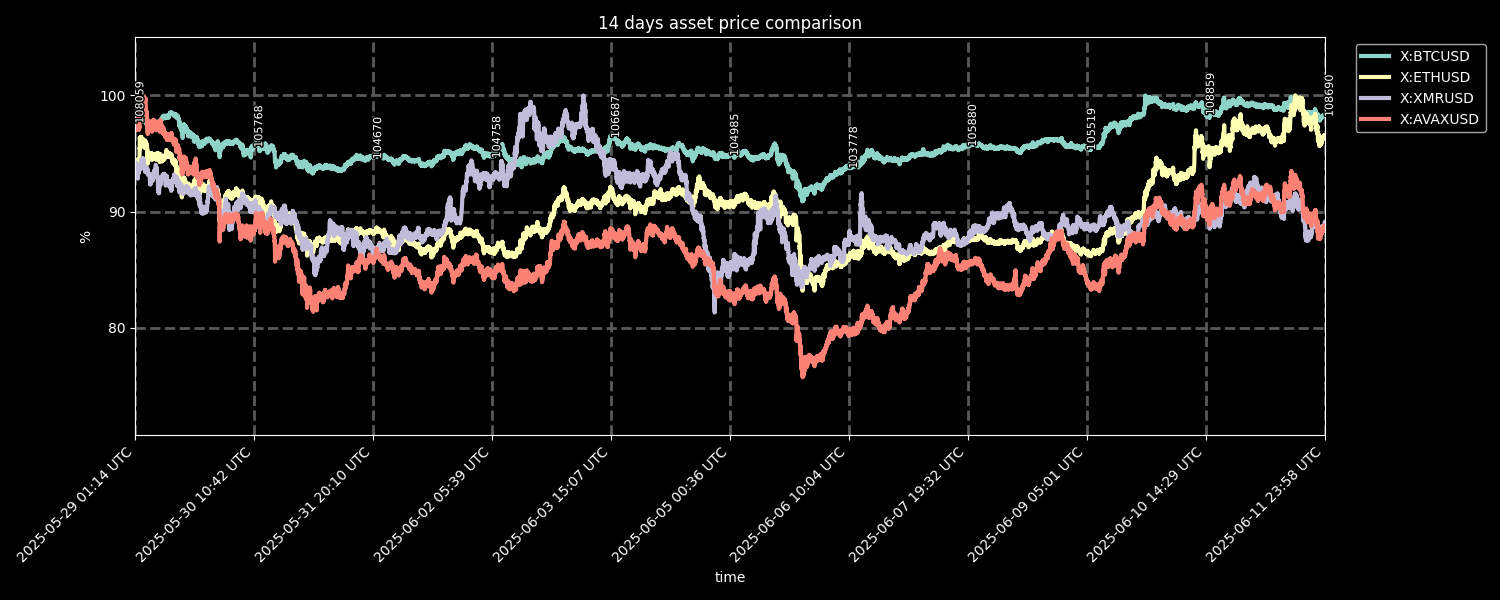 14 days asset price comparison
X:BTCUSD
X:ETHUSD
X:XMRUSD
X:AVAXUSD
100
90
80
%
108059
105768
104670
104758
106687
104985
103778
105880
105519
108859
108690
2025-05-29 01:14 UTC
2025-05-30 10:42 UTC
2025-05-31 20:10 UTC
2025-06-02 05:39 UTC
2025-06-03 15:07 UTC
2025-06-05 00:36 UTC
2025-06-06 10:04 UTC
2025-06-07 19:32 UTC
2025-06-09 05:01 UTC
2025-06-10 14:29 UTC
2025-06-11 23:58 UTC
time